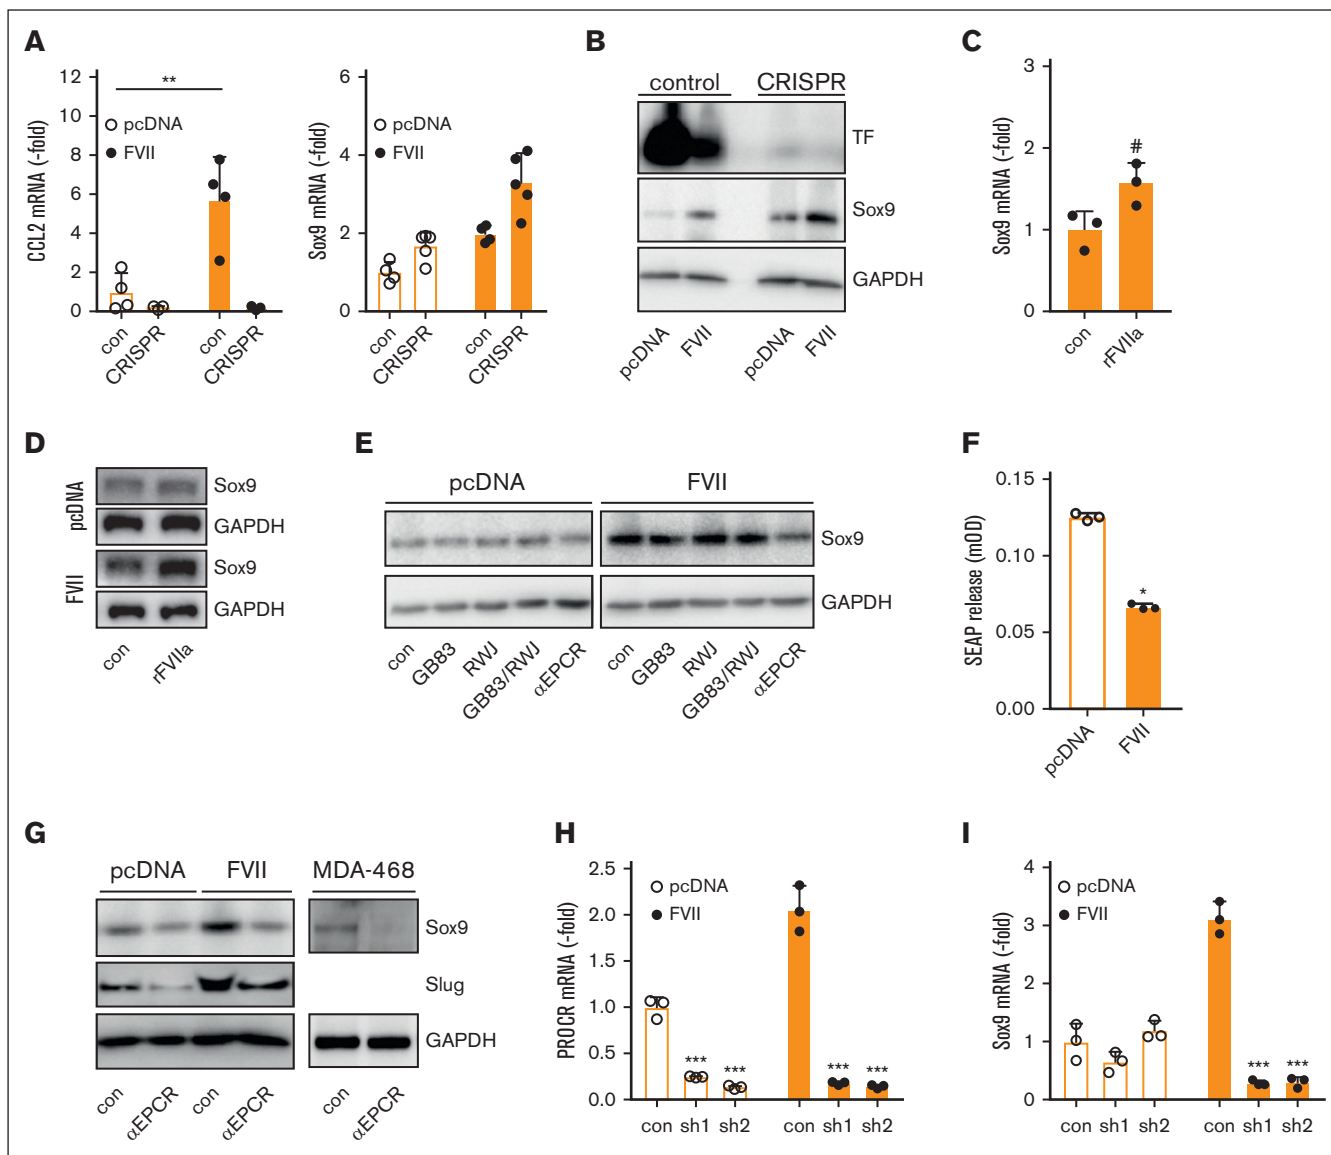 A
CCL2 mRNA (-fold)
12
10
8
6
4
2
0
**
pcDNA
FVII
con
CRISPR
con
CRISPR
Sox9 mRNA (-fold)
6
4
2
0
pcDNA
FVII
con
CRISPR
con
CRISPR
B
control CRISPR
TF
Sox9
GAPDH
pcDNA
FVII
pcDNA
FVII
C
Sox9 mRNA (-fold)
3
2
1
0
#
con
rFVIIa
D
pcDNA
Sox9
GAPDH
FVII
Sox9
GAPDH
con
rFVIIa
E
pcDNA FVII
Sox9
GAPDH
con
GB83
RWJ
GB83/RWJ
αEPCR
con
GB83
RWJ
GB83/RWJ
αEPCR
F
SEAP release (mOD)
0.15
0.10
0.05
0.00
*
pcDNA
FVII
G
pcDNA FVII MDA-468
Sox9
Slug
GAPDH
con
αEPCR
con
αEPCR
con
αEPCR
H
PROCR mRNA (-fold)
2.5
2.0
1.5
1.0
0.5
0.0
pcDNA
FVII
*** *** *** ***
con sh1 sh2 con sh1 sh2
I
Sox9 mRNA (-fold)
4
3
2
1
0
pcDNA
FVII
*** ***
con sh1 sh2 con sh1 sh2